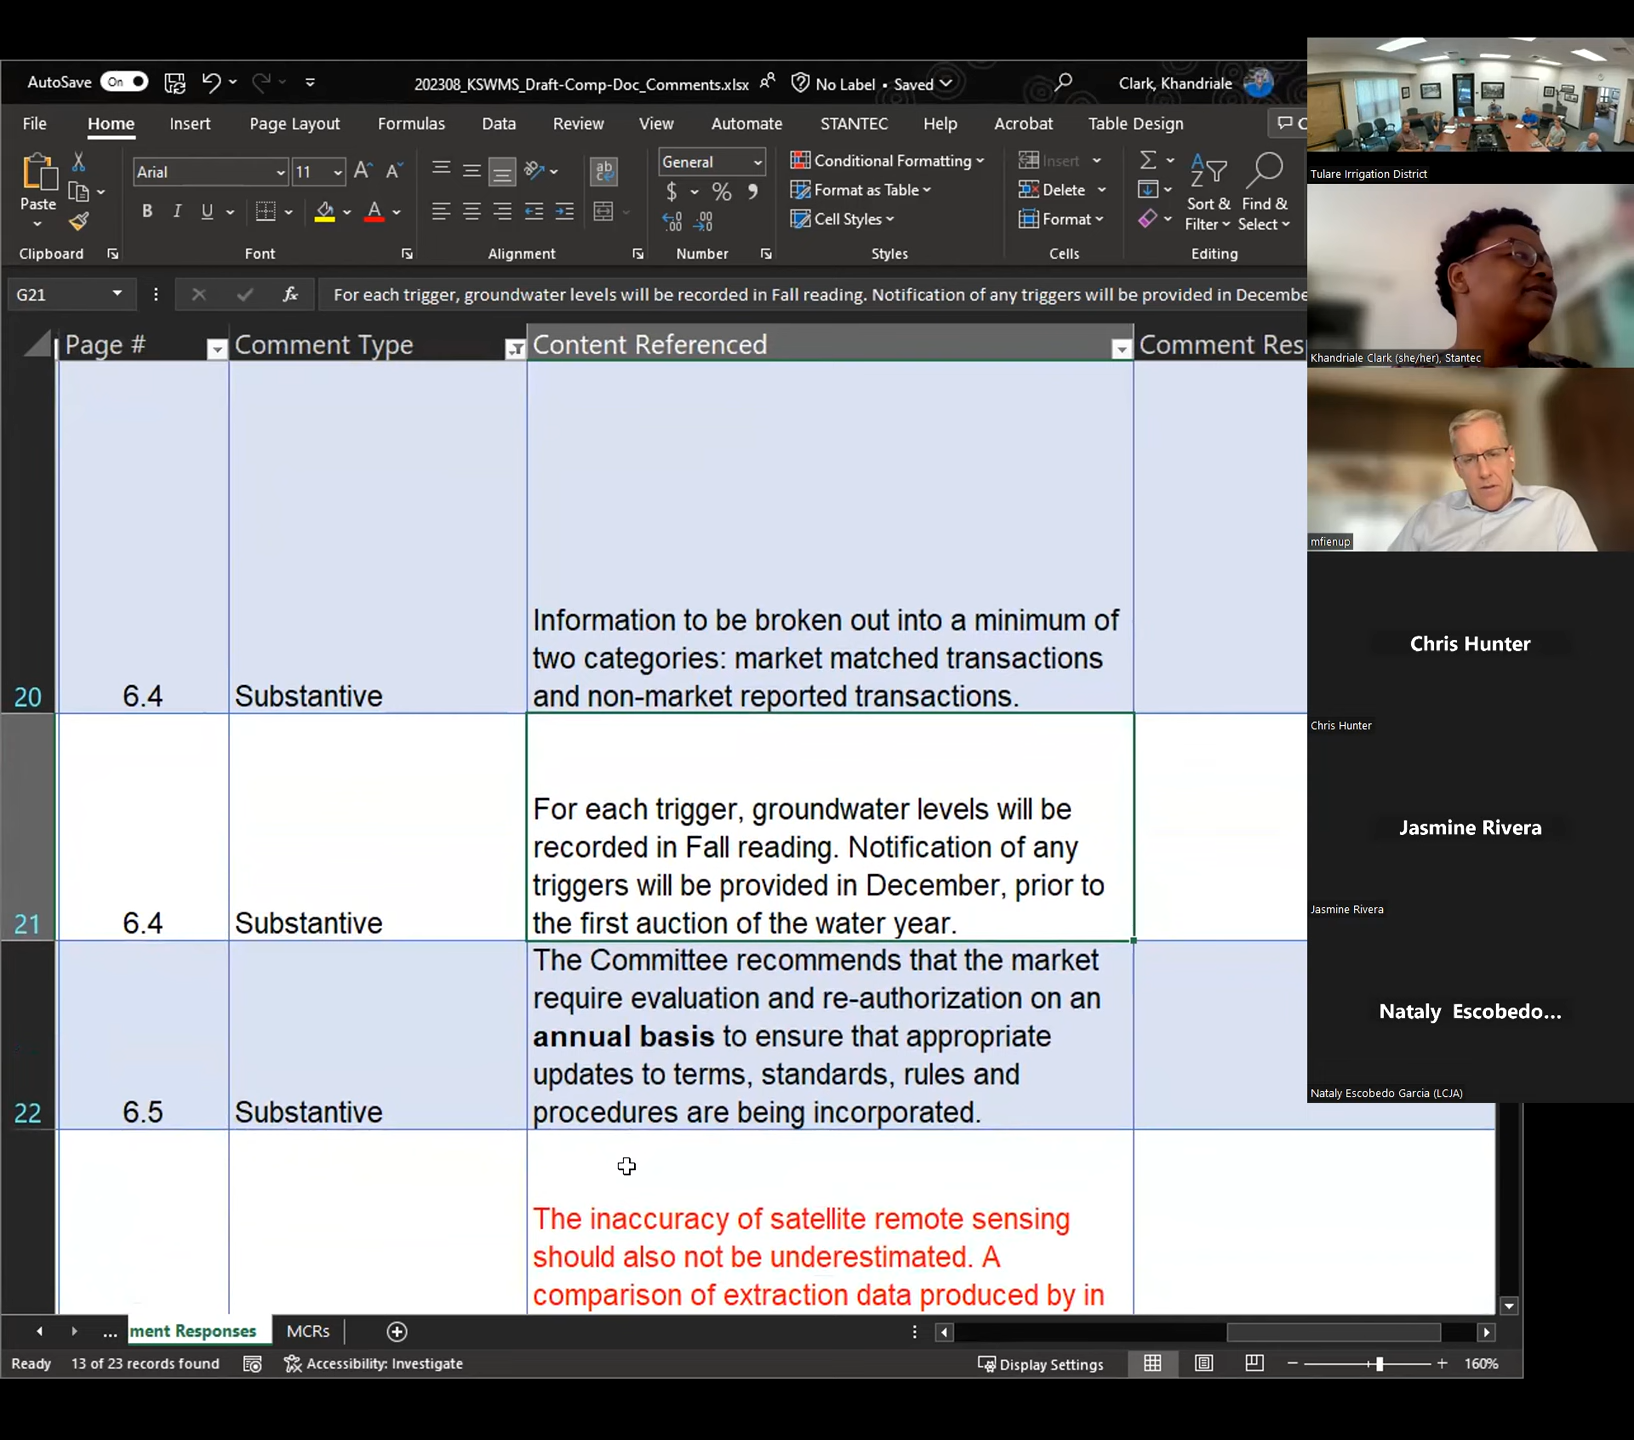 AutoSave On 202308_KSWMS_Draft-Comp-Doc_Comments.xlsx No Label • Saved Clark, Khandriale
File Home Insert Page Layout Formulas Data Review View Automate STANTEC Help Acrobat Table Design
Paste
Clipboard
Arial 11
B I U
Font
ab
Alignment
General
$ % 9
Number
Conditional Formatting
Format as Table
Cell Styles
Styles
Insert
Delete
Format
Cells
Sort &
Filter
Find &
Select
Editing
G21 fx For each trigger, groundwater levels will be recorded in Fall reading. Notification of any triggers will be provided in Decembe
Page # Comment Type Content Referenced Comment Res
20 6.4 Substantive
Information to be broken out into a minimum of
two categories: market matched transactions
and non-market reported transactions.
21 6.4 Substantive
For each trigger, groundwater levels will be
recorded in Fall reading. Notification of any
triggers will be provided in December, prior to
the first auction of the water year.
22 6.5 Substantive
The Committee recommends that the market
require evaluation and re-authorization on an
annual basis to ensure that appropriate
updates to terms, standards, rules and
procedures are being incorporated.
The inaccuracy of satellite remote sensing
should also not be underestimated. A
comparison of extraction data produced by in
... ment Responses MCRs
Ready 13 of 23 records found Accessibility: Investigate Display Settings 160%
Tulare Irrigation District
Khandriale Clark (she/her), Stantec
mfienup
Chris Hunter
Chris Hunter
Jasmine Rivera
Jasmine Rivera
Nataly Escobedo...
Nataly Escobedo Garcia (LCJA)